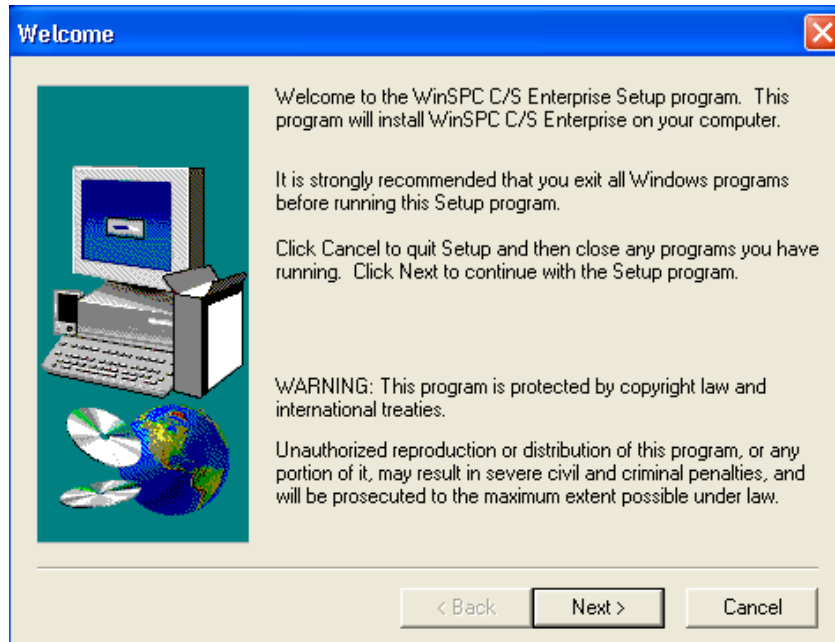 Welcome
Welcome to the WinSPC C/S Enterprise Setup program.  This
program will install WinSPC C/S Enterprise on your computer.
It is strongly recommended that you exit all Windows programs
before running this Setup program.
Click Cancel to quit Setup and then close any programs you have
running.  Click Next to continue with the Setup program.
WARNING: This program is protected by copyright law and
international treaties.
Unauthorized reproduction or distribution of this program, or any
portion of it, may result in severe civil and criminal penalties, and
will be prosecuted to the maximum extent possible under law.
< Back
Next >
Cancel